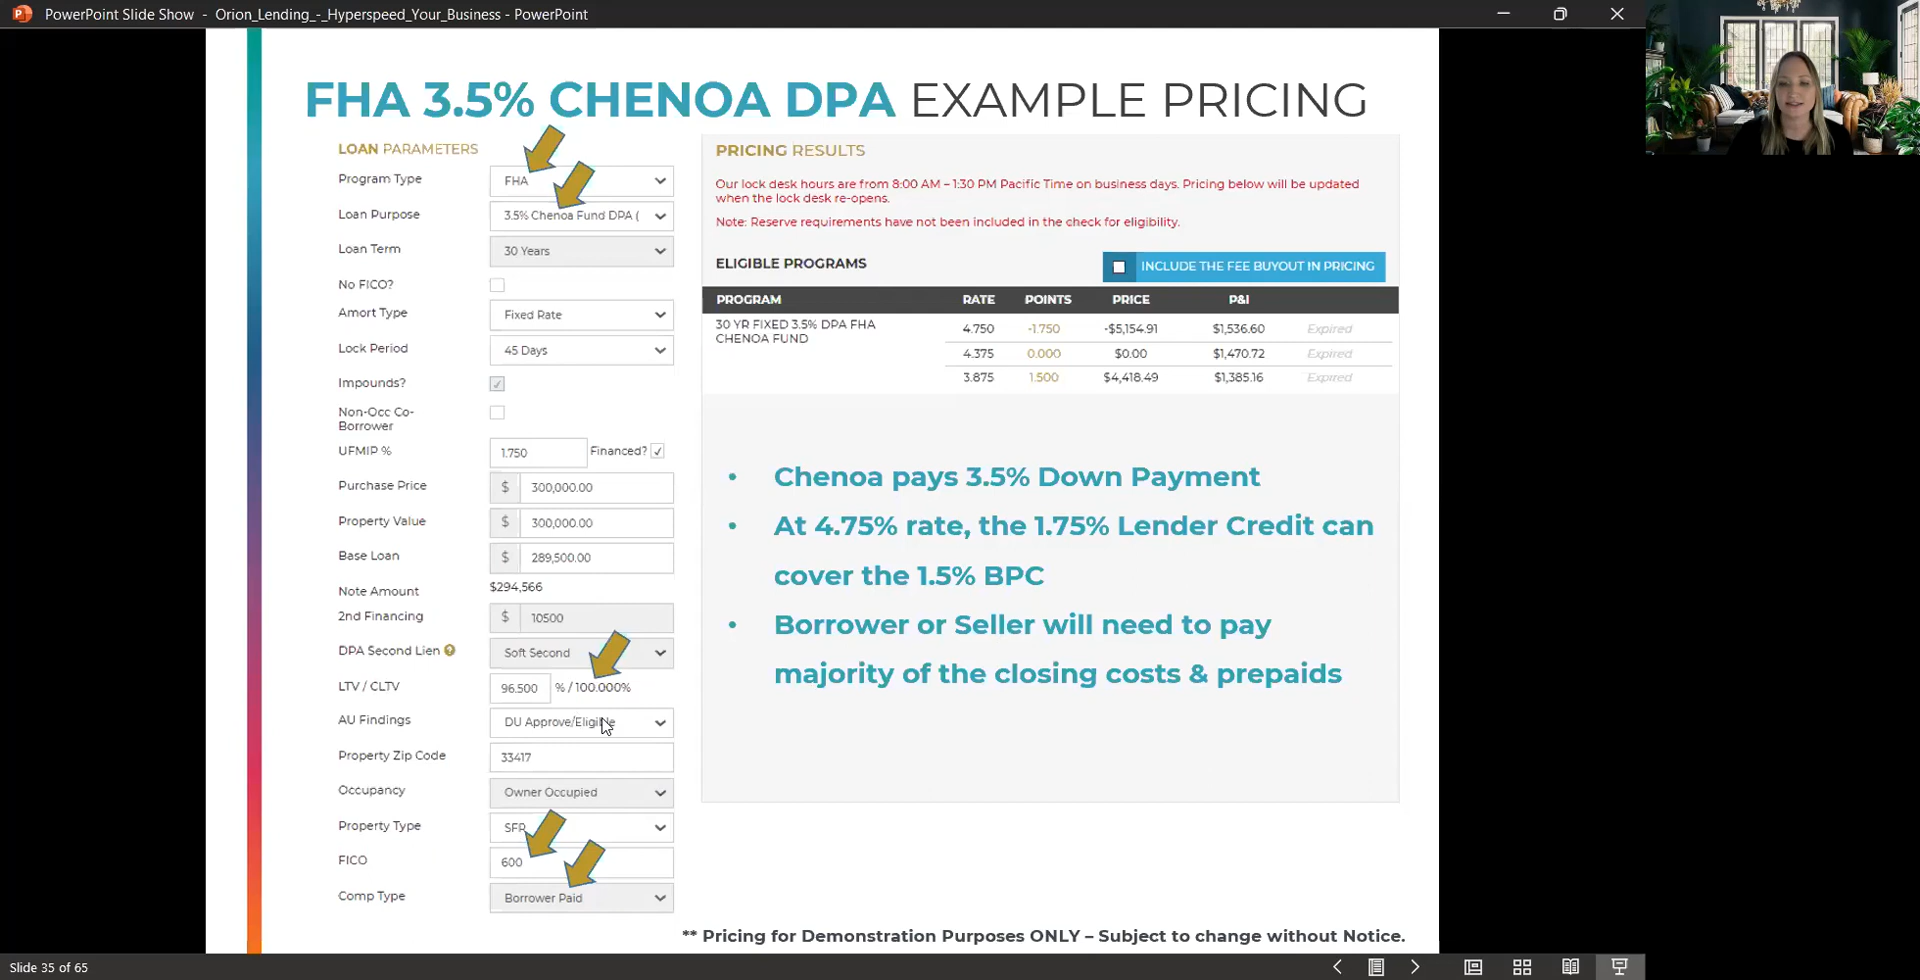 PowerPoint Slide Show - Orion_Lending_-_Hyperspeed_Your_Business - PowerPoint
FHA 3.5% CHENOA DPA EXAMPLE PRICING
LOAN PARAMETERS
Program Type FHA
Loan Purpose 3.5% Chenoa Fund DPA (
Loan Term 30 Years
No FICO?
Amort Type Fixed Rate
Lock Period 45 Days
Impounds?
Non-Occ Co-
Borrower
UFMIP % 1.750 Financed?
Purchase Price $ 300,000.00
Property Value $ 300,000.00
Base Loan $ 289,500.00
Note Amount $294,566
2nd Financing $ 10500
DPA Second Lien ? Soft Second
LTV / CLTV 96.500 % / 100.000%
AU Findings DU Approve/Eligible
Property Zip Code 33417
Occupancy Owner Occupied
Property Type SFR
FICO 600
Comp Type Borrower Paid
PRICING RESULTS
Our lock desk hours are from 8:00 AM – 1:30 PM Pacific Time on business days. Pricing below will be updated
when the lock desk re-opens.
Note: Reserve requirements have not been included in the check for eligibility.
ELIGIBLE PROGRAMS INCLUDE THE FEE BUYOUT IN PRICING
PROGRAM RATE POINTS PRICE P&I
30 YR FIXED 3.5% DPA FHA 4.750 -1.750 -$5,154.91 $1,536.60 Expired
CHENOA FUND
4.375 0.000 $0.00 $1,470.72 Expired
3.875 1.500 $4,418.49 $1,385.16 Expired
• Chenoa pays 3.5% Down Payment
• At 4.75% rate, the 1.75% Lender Credit can
cover the 1.5% BPC
• Borrower or Seller will need to pay
majority of the closing costs & prepaids
** Pricing for Demonstration Purposes ONLY – Subject to change without Notice.
Slide 35 of 65